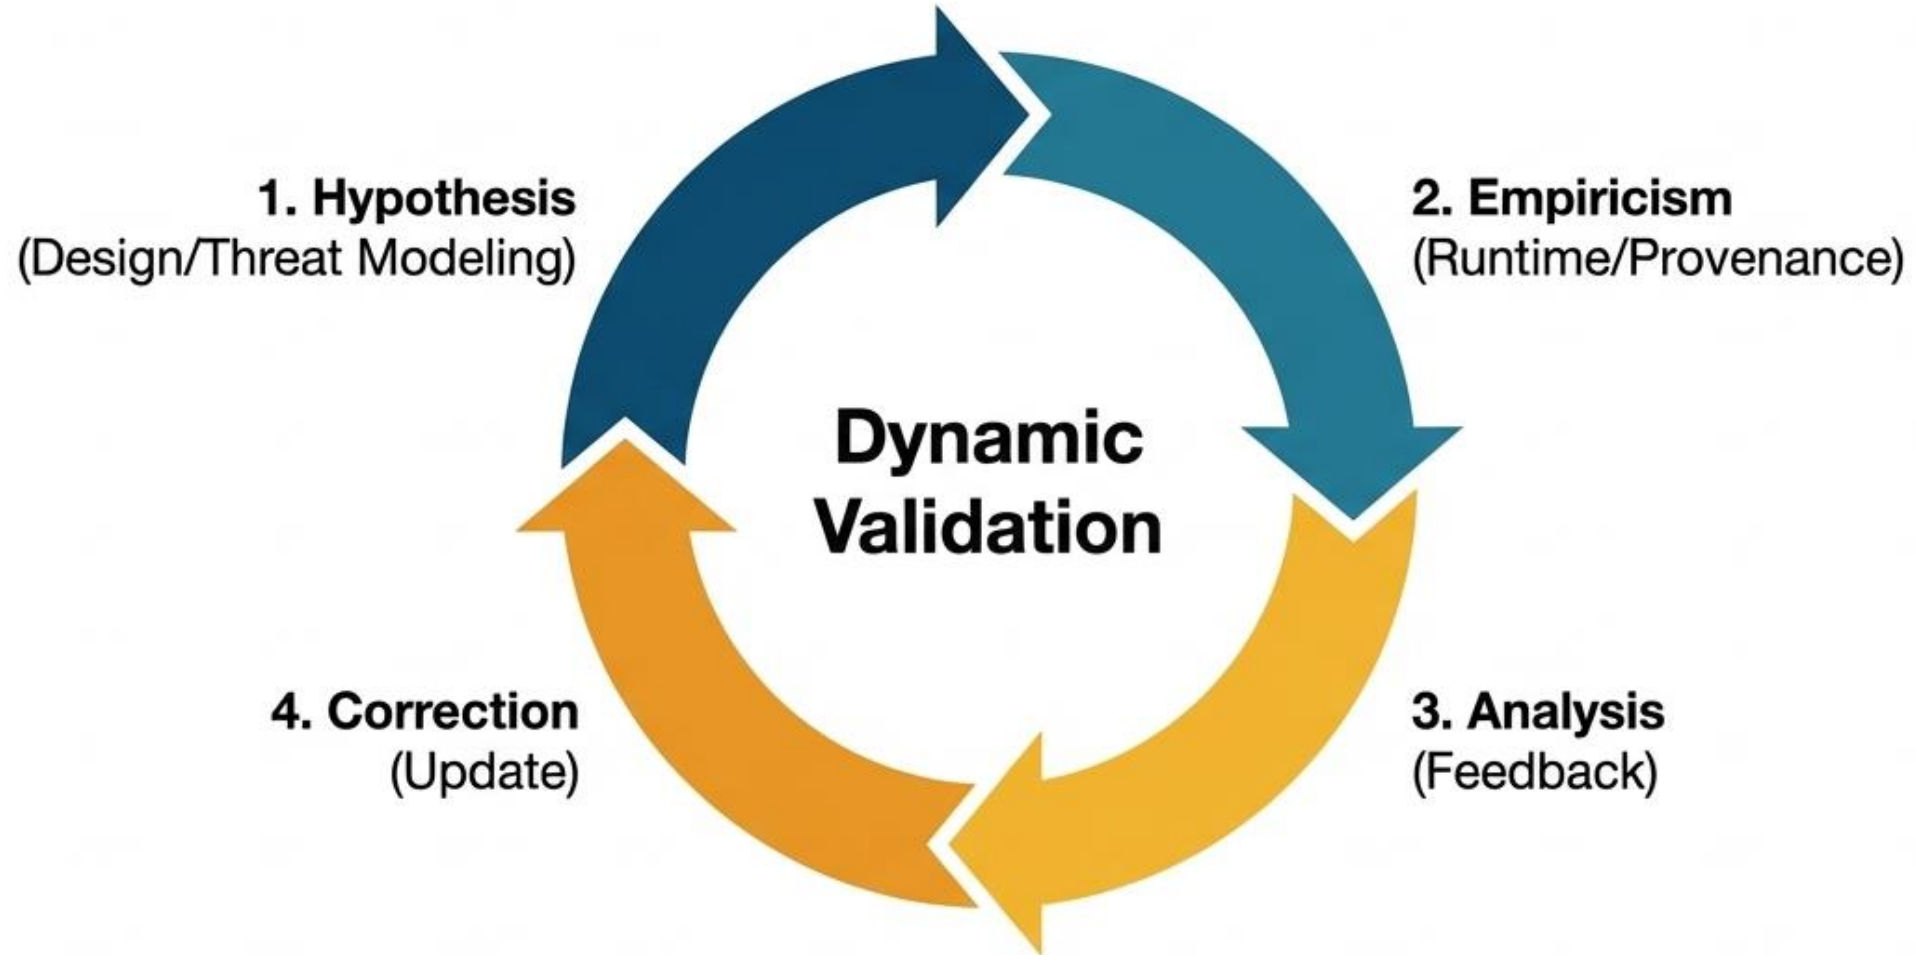 1. Hypothesis
(Design/Threat Modeling)
2. Empiricism
(Runtime/Provenance)
Dynamic
Validation
3. Analysis
(Feedback)
4. Correction
(Update)